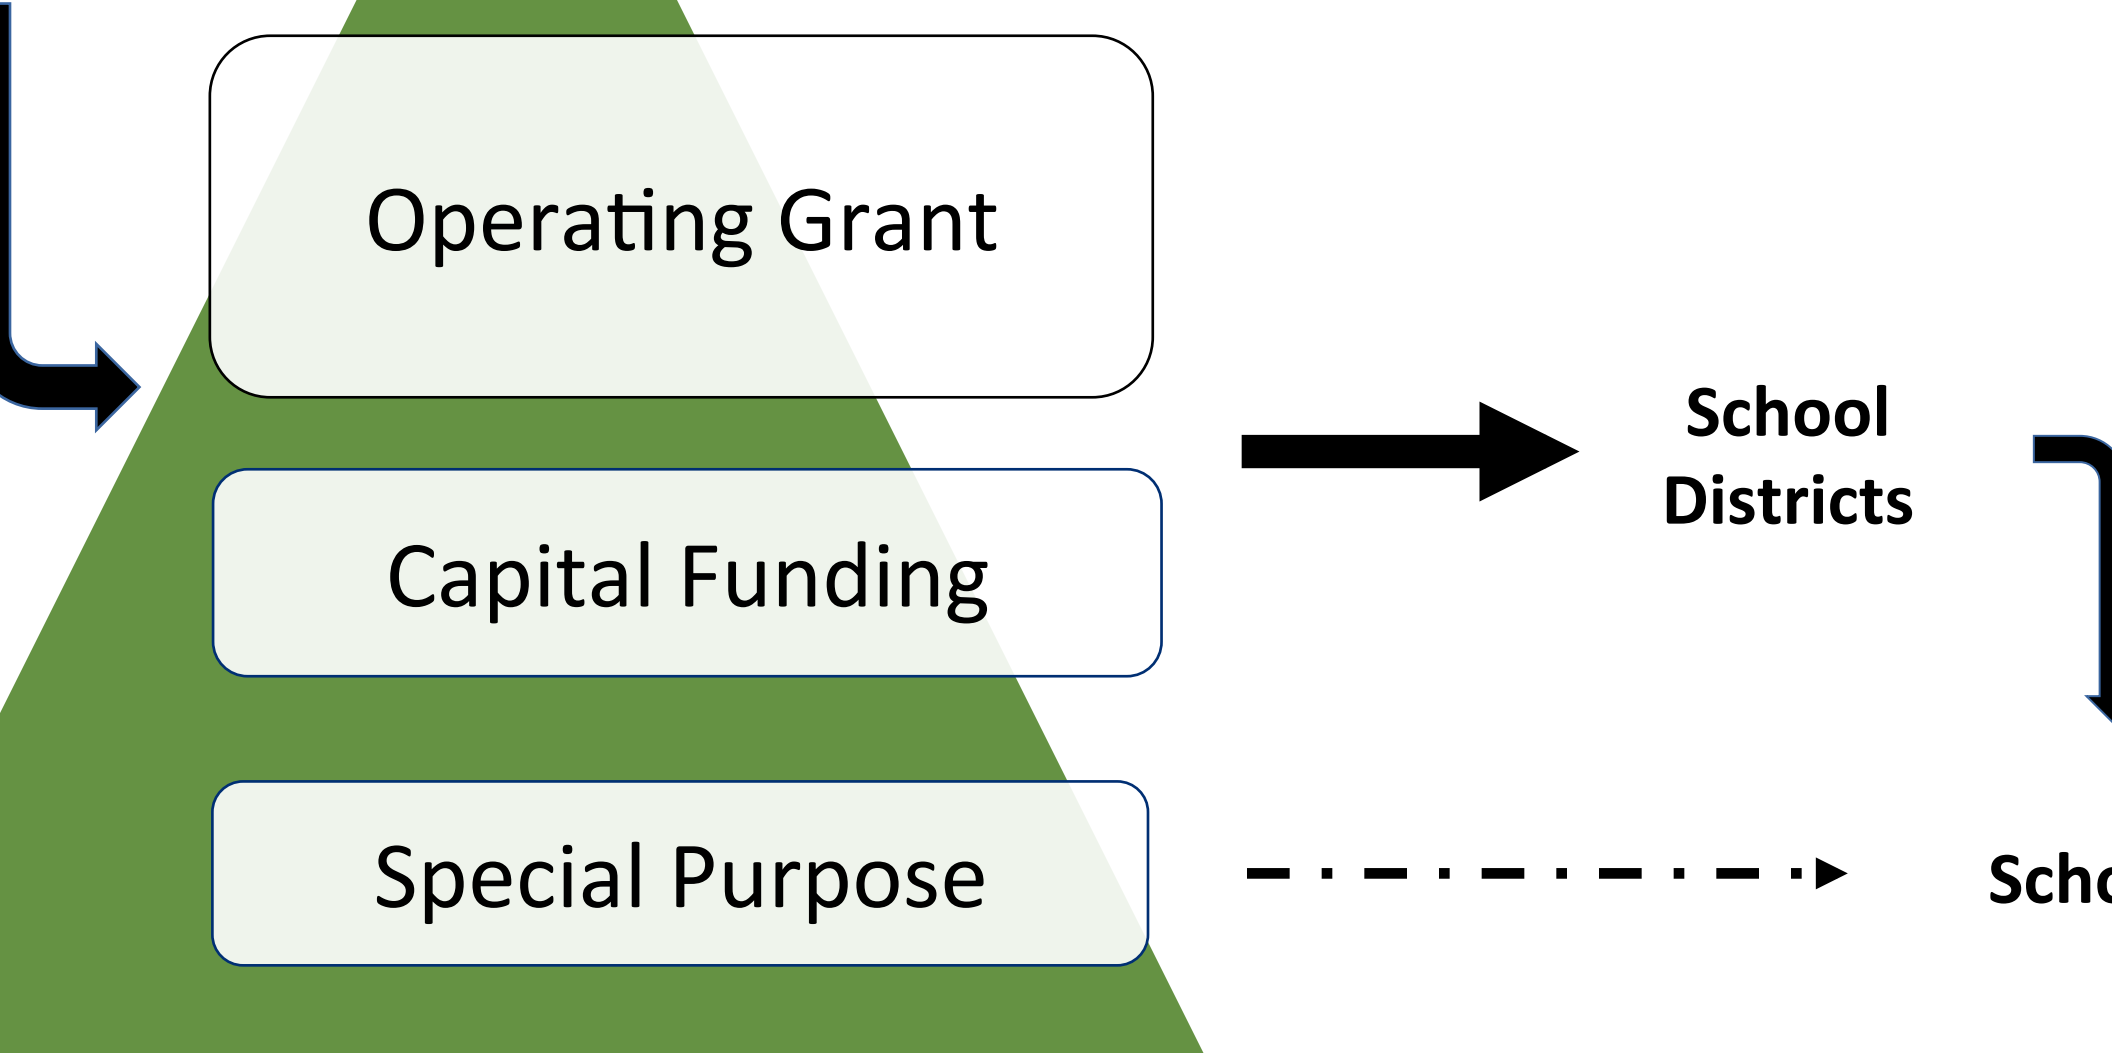 Operating Grant
School
Districts
Capital Funding
Special Purpose